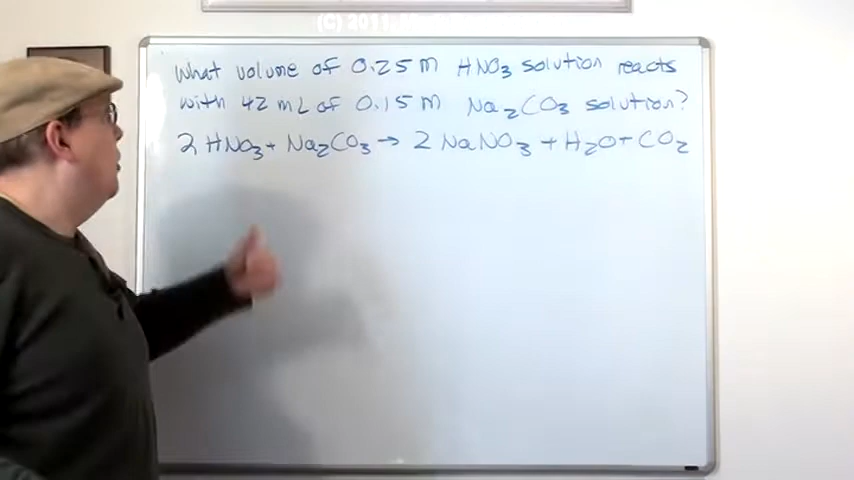 (C) 2011
What volume of 0.25 M HNO3 solution reacts
with 42 mL of 0.15 M Na2CO3 solution?
2 HNO3 + Na2CO3 → 2 NaNO3 + H2O + CO2